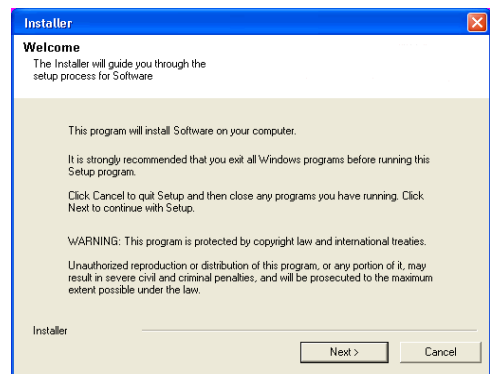 Installer
Welcome
The Installer will guide you through the
setup process for Software
This program will install Software on your computer.
It is strongly recommended that you exit all Windows programs before running this
Setup program.
Click Cancel to quit Setup and then close any programs you have running. Click
Next to continue with Setup.
WARNING: This program is protected by copyright law and international treaties.
Unauthorized reproduction or distribution of this program, or any portion of it, may
result in severe civil and criminal penalties, and will be prosecuted to the maximum
extent possible under the law.
Installer
Next >
Cancel